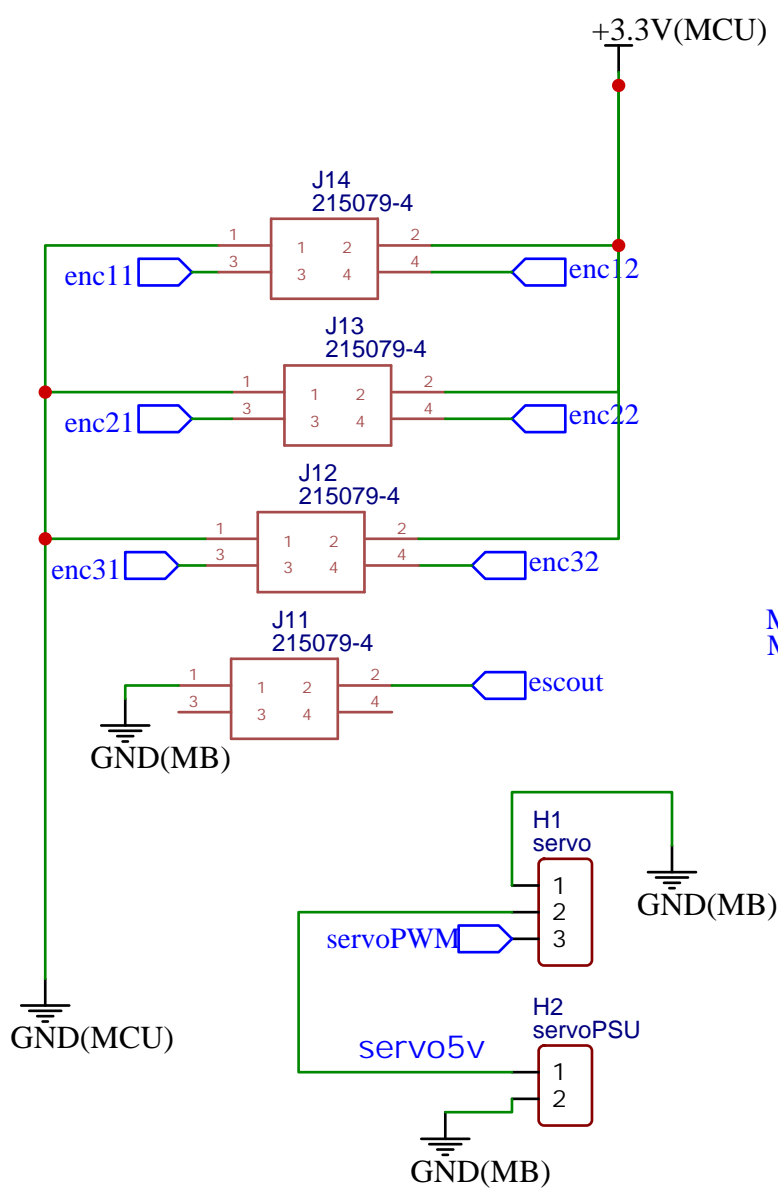 +3.3V(MCU)
J14
215079-4
1 1 2 2
3 3 4 4
enc11 enc12
J13
215079-4
1 1 2 2
3 3 4 4
enc21 enc22
J12
215079-4
1 1 2 2
3 3 4 4
enc31 enc32
J11
215079-4
1 1 2 2
3 3 4 4
escout
GND(MB)
H1
servo
1
2
3
servoPWM
GND(MB)
GND(MCU)
H2
servoPSU
servo5v
1
2
GND(MB)